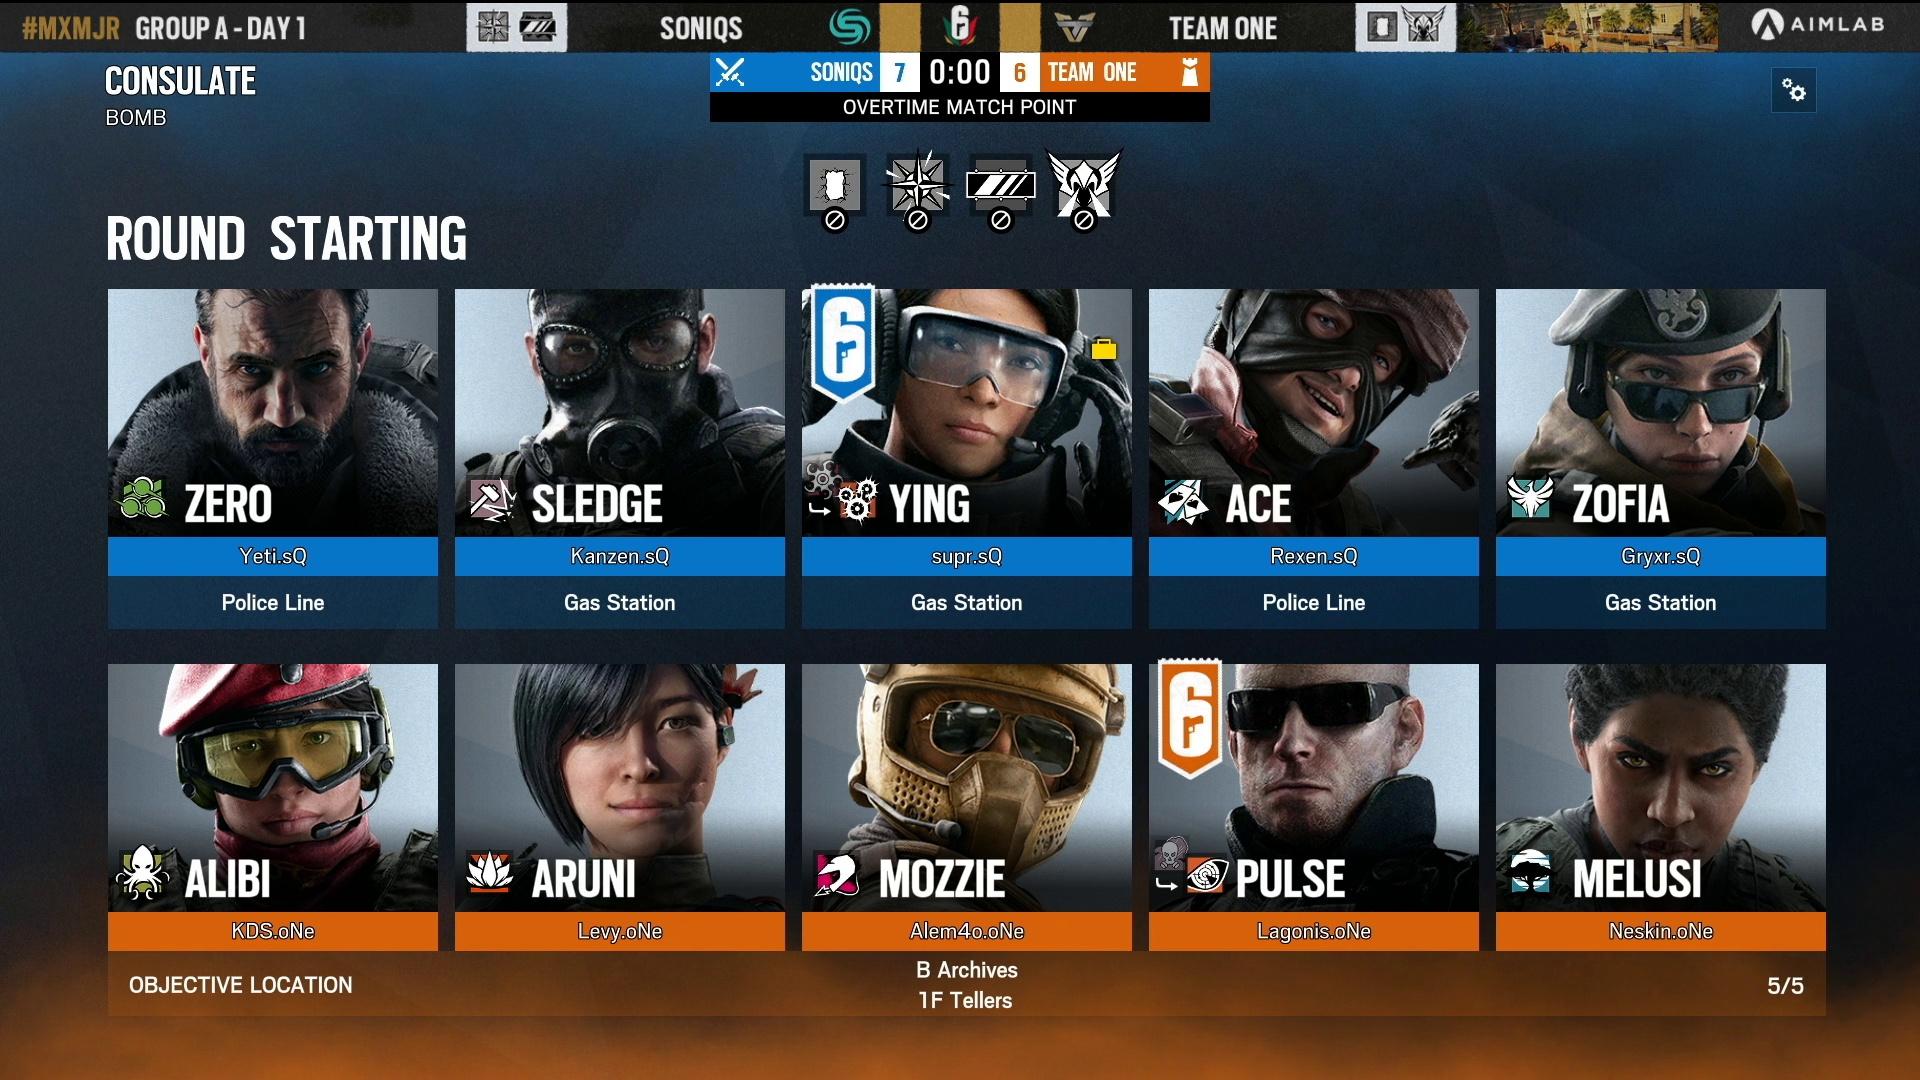 #MXMJR GROUP A - DAY 1
SONIQS
TEAM ONE
AIMLAB
CONSULATE
BOMB
SONIQS 7 0:00 6 TEAM ONE
OVERTIME MATCH POINT
ROUND STARTING
ZERO
Yeti.sQ
Police Line
SLEDGE
Kanzen.sQ
Gas Station
6
YING
supr.sQ
Gas Station
ACE
Rexen.sQ
Police Line
ZOFIA
Gryxr.sQ
Gas Station
ALIBI
KDS.oNe
ARUNI
Levy.oNe
MOZZIE
Alem4o.oNe
6
PULSE
Lagonis.oNe
MELUSI
Neskin.oNe
OBJECTIVE LOCATION
B Archives
1F Tellers
5/5